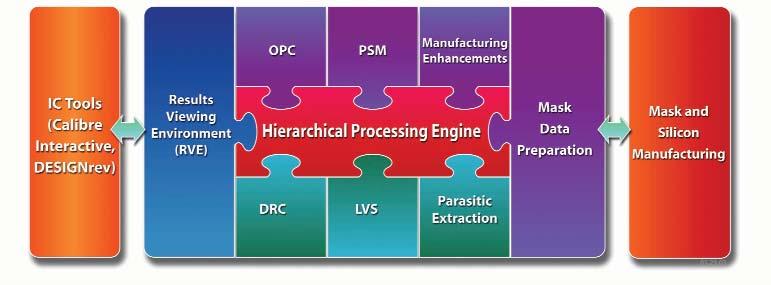 IC Tools
(Calibre
Interactive,
DESIGNrev)
Results
Viewing
Environment
(RVE)
OPC
PSM
Manufacturing
Enhancements
Hierarchical Processing Engine
DRC
LVS
Parasitic
Extraction
Mask
Data
Preparation
Mask and
Silicon
Manufacturing